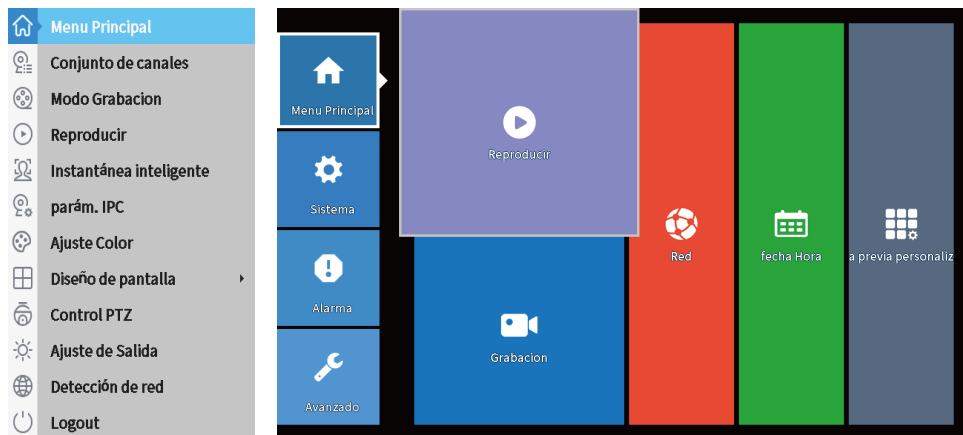 Menu Principal
Conjunto de canales
Modo Grabacion
Reproducir
Instantánea inteligente
parám. IPC
Ajuste Color
Diseño de pantalla
Control PTZ
Ajuste de Salida
Detección de red
Logout
Menu Principal
Sistema
Alarma
Avanzado
Reproducir
Grabacion
Red
fecha Hora
a previa personaliz